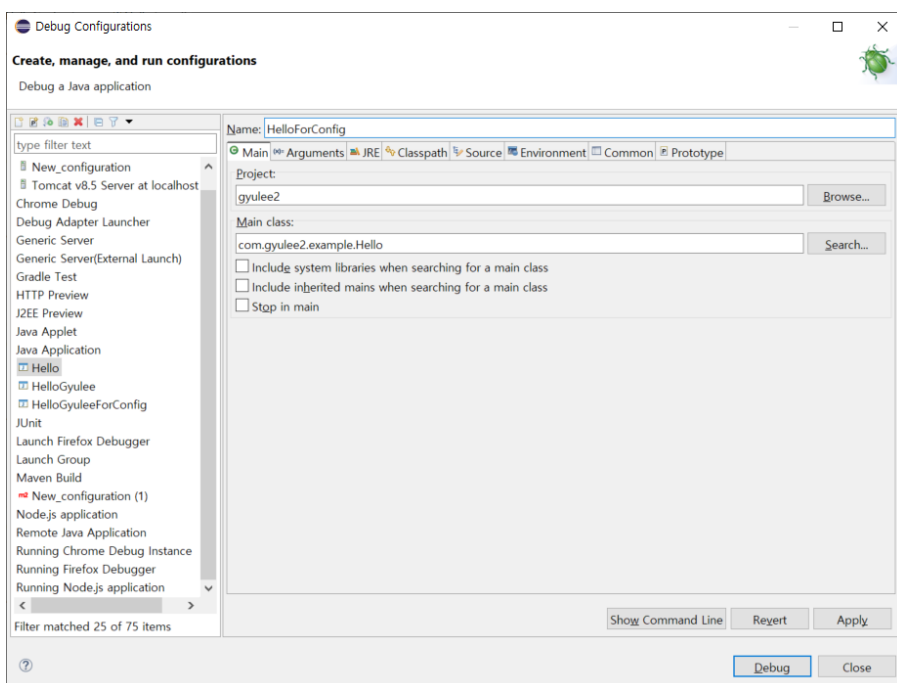 Debug Configurations
Create, manage, and run configurations
Debug a Java application
type filter text
New_configuration
Tomcat v8.5 Server at localhost
Chrome Debug
Debug Adapter Launcher
Generic Server
Generic Server(External Launch)
Gradle Test
HTTP Preview
J2EE Preview
Java Applet
Java Application
Hello
HelloGyulee
HelloGyuleeForConfig
JUnit
Launch Firefox Debugger
Launch Group
Maven Build
m2 New_configuration (1)
Node.js application
Remote Java Application
Running Chrome Debug Instance
Running Firefox Debugger
Running Node.js application
Filter matched 25 of 75 items
Name: HelloForConfig
Main Arguments JRE Classpath Source Environment Common Prototype
Project:
gyulee2 Browse...
Main class:
com.gyulee2.example.Hello Search...
Include system libraries when searching for a main class
Include inherited mains when searching for a main class
Stop in main
Show Command Line Revert Apply
Debug Close